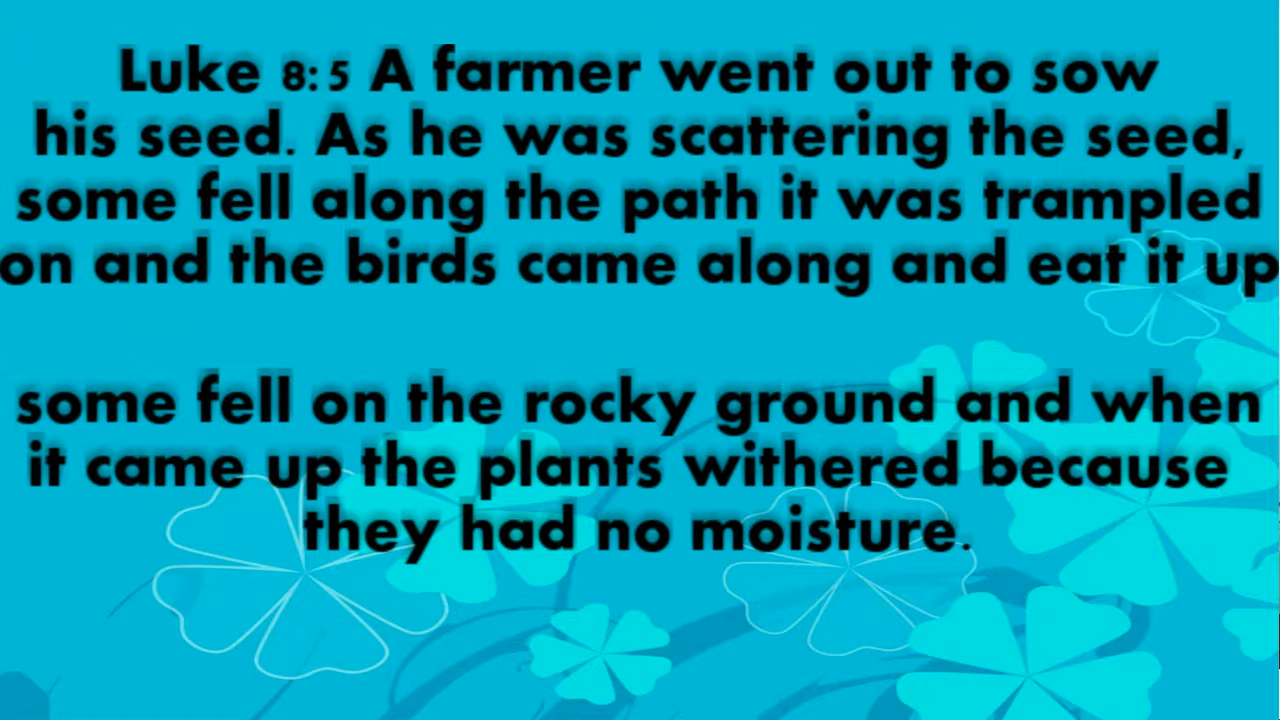 Luke 8: 5 A farmer went out to sow
his seed. As he was scattering the seed,
some fell along the path it was trampled
on and the birds came along and eat it up
some fell on the rocky ground and when
it came up the plants withered because
they had no moisture.